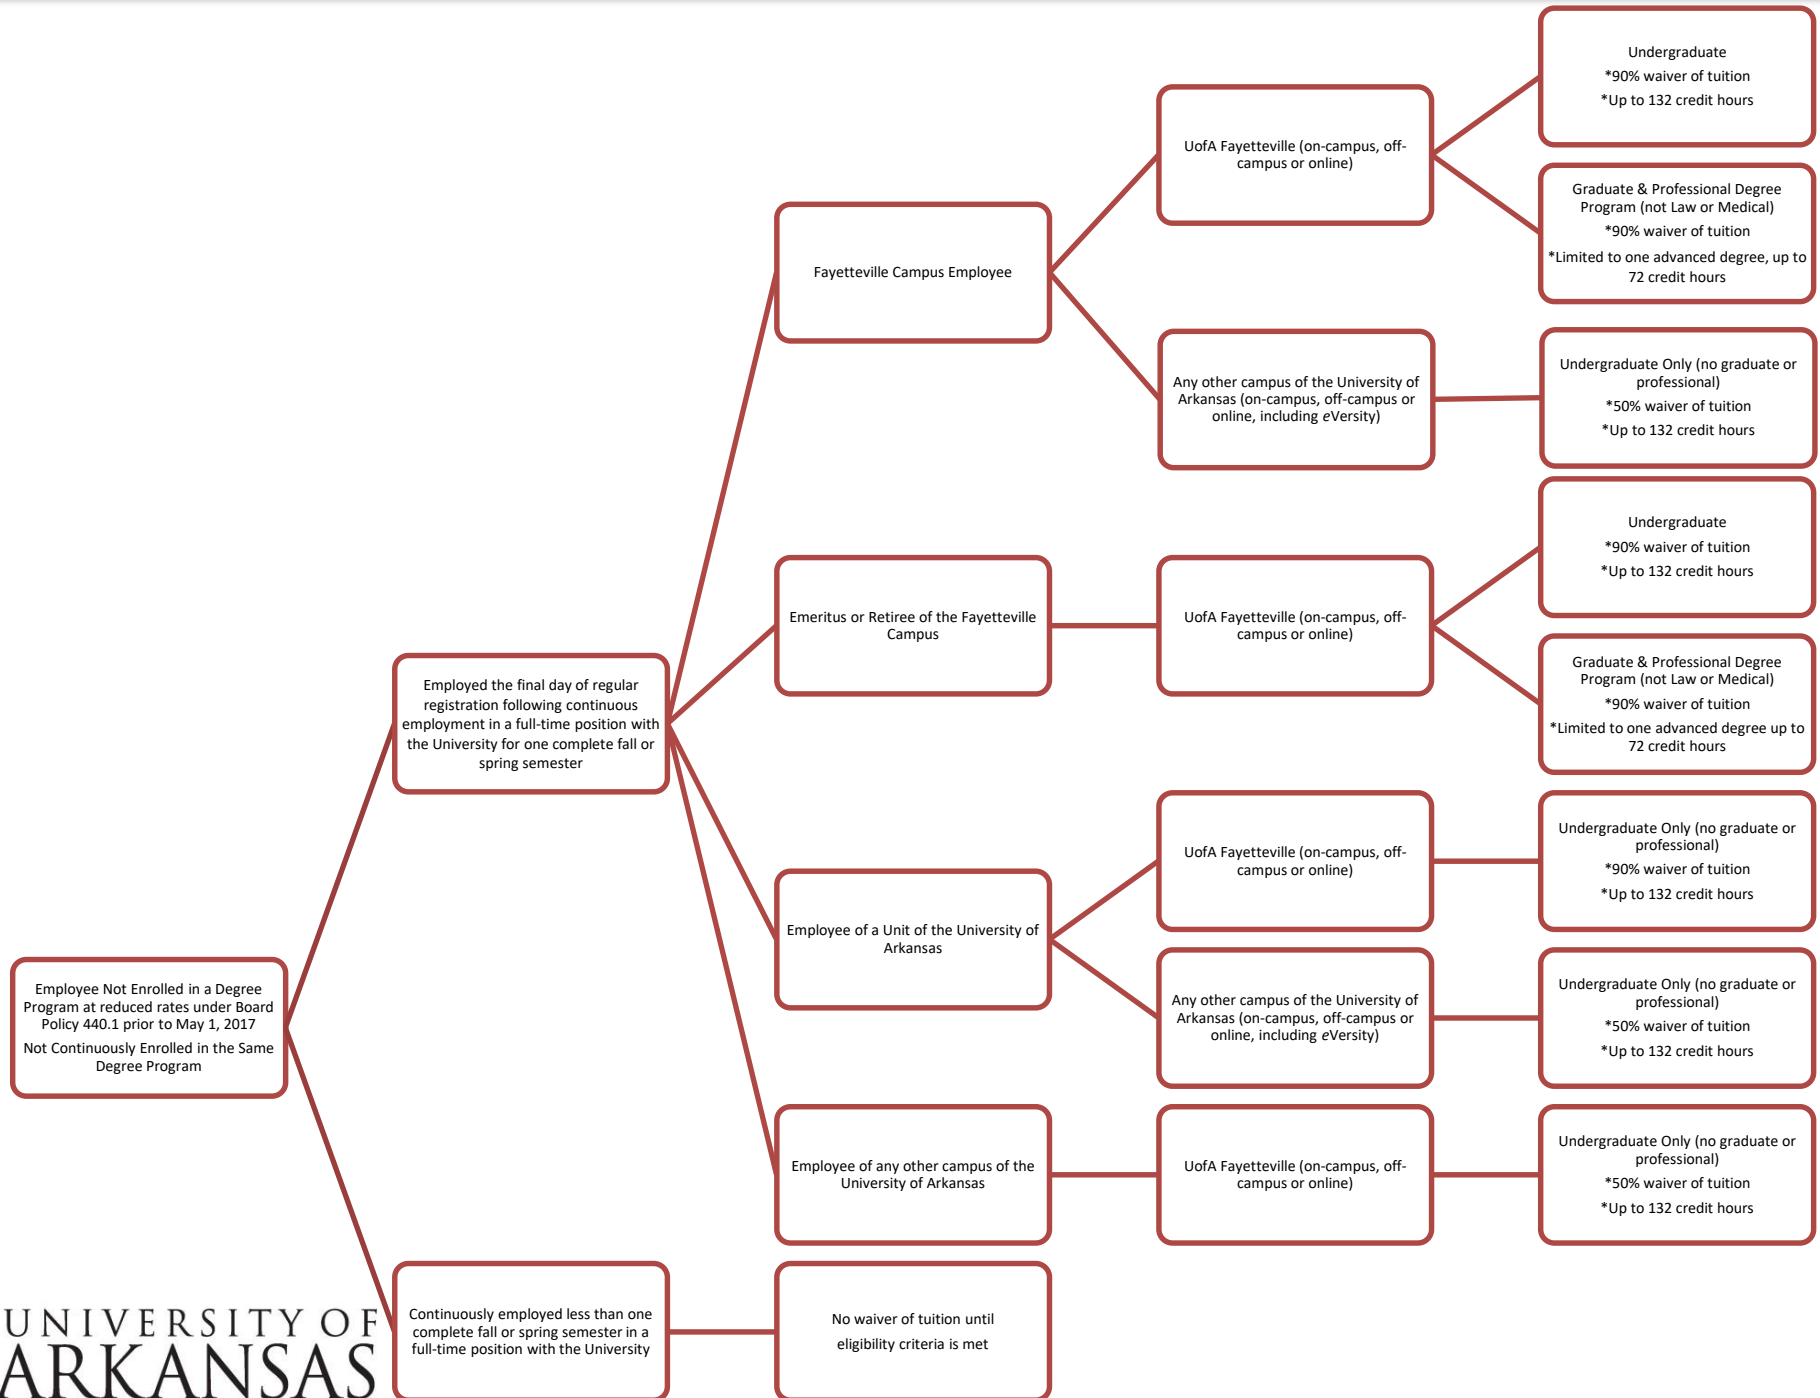 Employee Not Enrolled in a Degree
Program at reduced rates under Board
Policy 440.1 prior to May 1, 2017
Not Continuously Enrolled in the Same
Degree Program
Employed the final day of regular
registration following continuous
employment in a full-time position with
the University for one complete fall or
spring semester
Fayetteville Campus Employee
UofA Fayetteville (on-campus, off-
campus or online)
Undergraduate
*90% waiver of tuition
*Up to 132 credit hours
Graduate & Professional Degree
Program (not Law or Medical)
*90% waiver of tuition
*Limited to one advanced degree, up to
72 credit hours
Any other campus of the University of
Arkansas (on-campus, off-campus or
online, including eVersity)
Undergraduate Only (no graduate or
professional)
*50% waiver of tuition
*Up to 132 credit hours
Emeritus or Retiree of the Fayetteville
Campus
UofA Fayetteville (on-campus, off-
campus or online)
Undergraduate
*90% waiver of tuition
*Up to 132 credit hours
Graduate & Professional Degree
Program (not Law or Medical)
*90% waiver of tuition
*Limited to one advanced degree up to
72 credit hours
Employee of a Unit of the University of
Arkansas
UofA Fayetteville (on-campus, off-
campus or online)
Undergraduate Only (no graduate or
professional)
*90% waiver of tuition
*Up to 132 credit hours
Any other campus of the University of
Arkansas (on-campus, off-campus or
online, including eVersity)
Undergraduate Only (no graduate or
professional)
*50% waiver of tuition
*Up to 132 credit hours
Employee of any other campus of the
University of Arkansas
UofA Fayetteville (on-campus, off-
campus or online)
Undergraduate Only (no graduate or
professional)
*50% waiver of tuition
*Up to 132 credit hours
Continuously employed less than one
complete fall or spring semester in a
full-time position with the University
No waiver of tuition until
eligibility criteria is met
UNIVERSITY OF
ARKANSAS